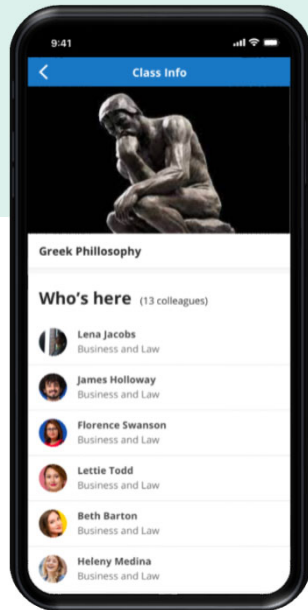 9:41
Class Info
Greek Phillosophy
Who's here (13 colleagues)
Lena Jacobs
Business and Law
James Holloway
Business and Law
Florence Swanson
Business and Law
Lettie Todd
Business and Law
Beth Barton
Business and Law
Heleny Medina
Business and Law